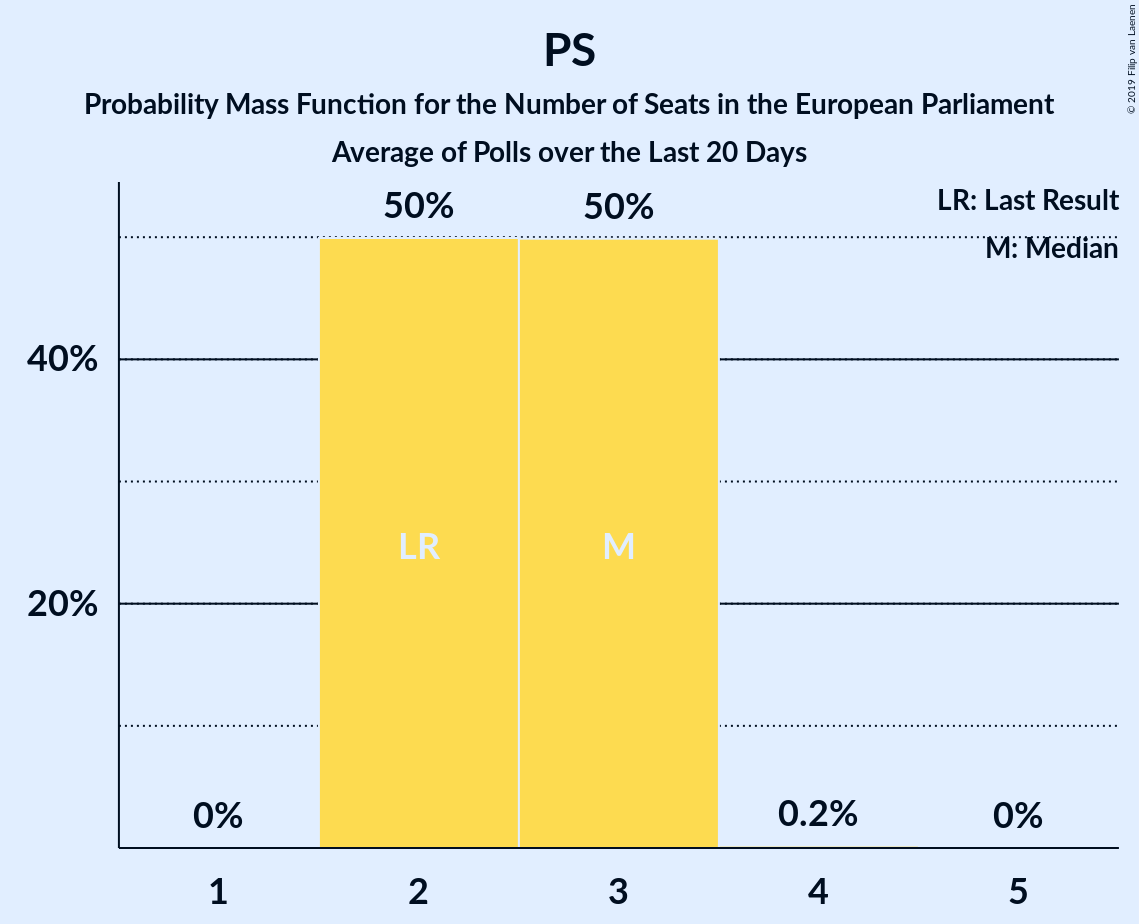 PS
Probability Mass Function for the Number of Seats in the European Parliament
Average of Polls over the Last 20 Days
© 2019 Filip van Laenen
LR: Last Result
M: Median
50%
50%
40%
20%
LR
M
0%
0.2%
0%
1
2
3
4
5